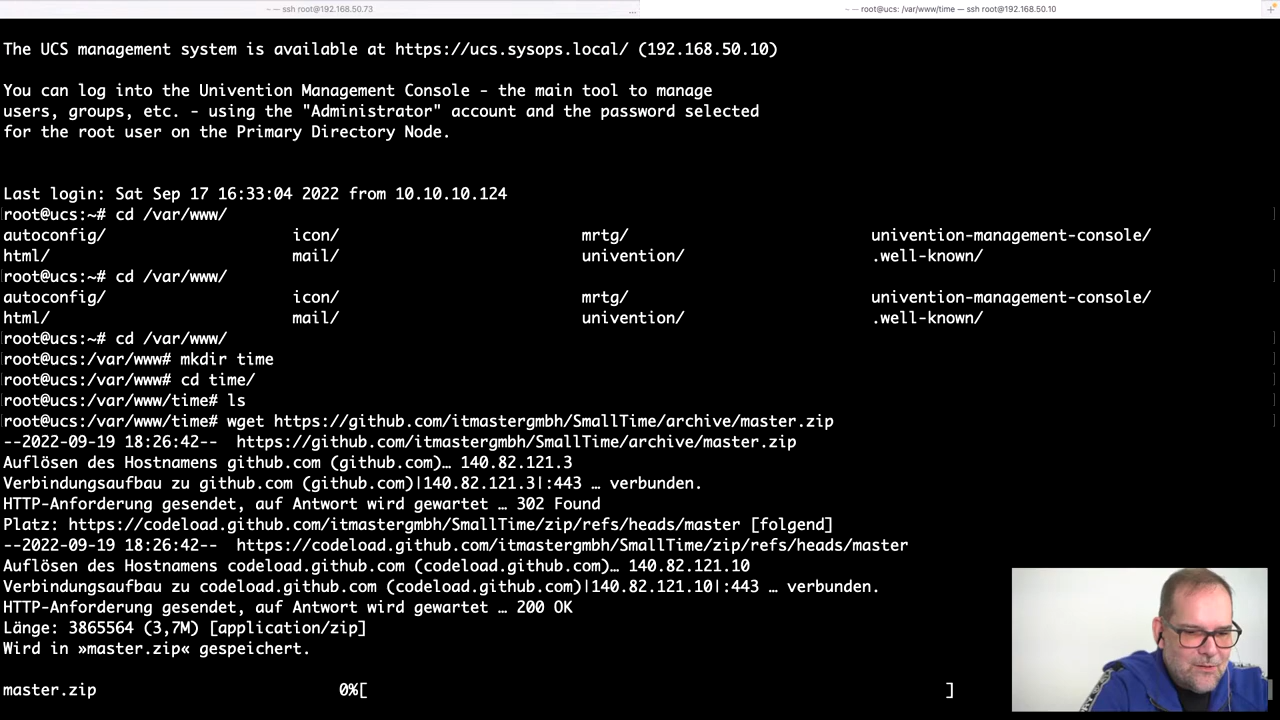 ~ — ssh root@192.168.50.73
...
~ — root@ucs: /var/www/time — ssh root@192.168.50.10
+
The UCS management system is available at https://ucs.sysops.local/ (192.168.50.10)
You can log into the Univention Management Console - the main tool to manage
users, groups, etc. - using the "Administrator" account and the password selected
for the root user on the Primary Directory Node.
Last login: Sat Sep 17 16:33:04 2022 from 10.10.10.124
root@ucs:~# cd /var/www/
autoconfig/ icon/ mrtg/ univention-management-console/
html/ mail/ univention/ .well-known/
root@ucs:~# cd /var/www/
autoconfig/ icon/ mrtg/ univention-management-console/
html/ mail/ univention/ .well-known/
root@ucs:~# cd /var/www/
root@ucs:/var/www# mkdir time
root@ucs:/var/www# cd time/
root@ucs:/var/www/time# ls
root@ucs:/var/www/time# wget https://github.com/itmastergmbh/SmallTime/archive/master.zip
--2022-09-19 18:26:42-- https://github.com/itmastergmbh/SmallTime/archive/master.zip
Auflösen des Hostnamens github.com (github.com)… 140.82.121.3
Verbindungsaufbau zu github.com (github.com)|140.82.121.3|:443 … verbunden.
HTTP-Anforderung gesendet, auf Antwort wird gewartet … 302 Found
Platz: https://codeload.github.com/itmastergmbh/SmallTime/zip/refs/heads/master [folgend]
--2022-09-19 18:26:42-- https://codeload.github.com/itmastergmbh/SmallTime/zip/refs/heads/master
Auflösen des Hostnamens codeload.github.com (codeload.github.com)… 140.82.121.10
Verbindungsaufbau zu codeload.github.com (codeload.github.com)|140.82.121.10|:443 … verbunden.
HTTP-Anforderung gesendet, auf Antwort wird gewartet … 200 OK
Länge: 3865564 (3,7M) [application/zip]
Wird in »master.zip« gespeichert.
master.zip 0%[ ]